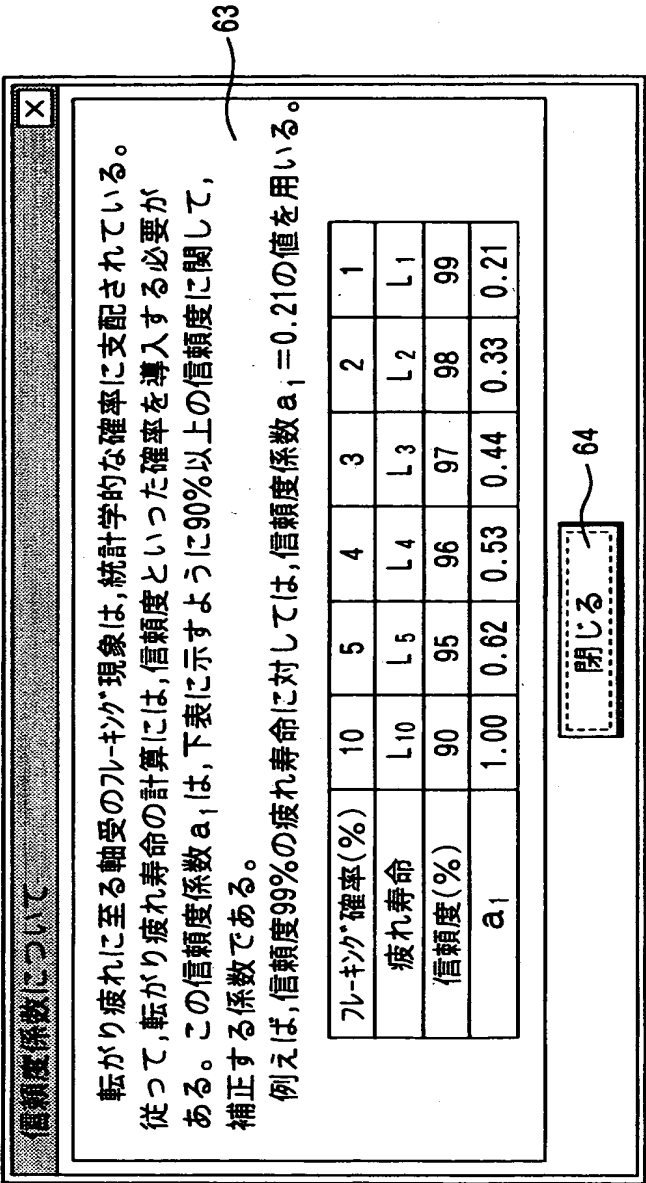 信頼度係数について
×
転がり疲れに至る軸受のフレーキング現象は,統計学的な確率に支配されている。
従って,転がり疲れ寿命の計算には,信頼度といった確率を導入する必要が
ある。この信頼度係数a1は,下表に示すように90%以上の信頼度に関して,
補正する係数である。
例えば,信頼度99%の疲れ寿命に対しては,信頼度係数a1=0.21の値を用いる。
63
フレーキング確率(%) 10 5 4 3 2 1
疲れ寿命 L10 L5 L4 L3 L2 L1
信頼度(%) 90 95 96 97 98 99
a1 1.00 0.62 0.53 0.44 0.33 0.21
閉じる
64